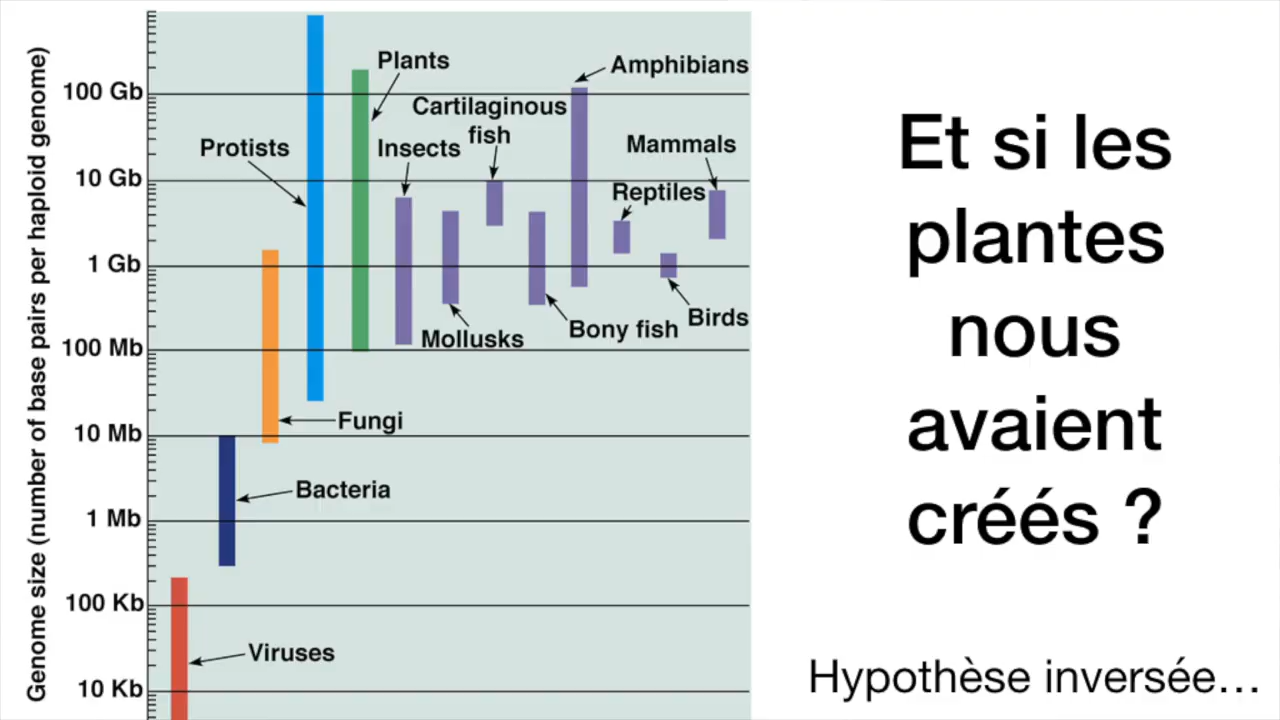 Genome size (number of base pairs per haploid genome)
100 Gb
10 Gb
1 Gb
100 Mb
10 Mb
1 Mb
100 Kb
10 Kb
Plants
Amphibians
Cartilaginous
fish
Protists
Insects
Mammals
Reptiles
Birds
Mollusks
Bony fish
Fungi
Bacteria
Viruses
Et si les
plantes
nous
avaient
créés ?
Hypothèse inversée...